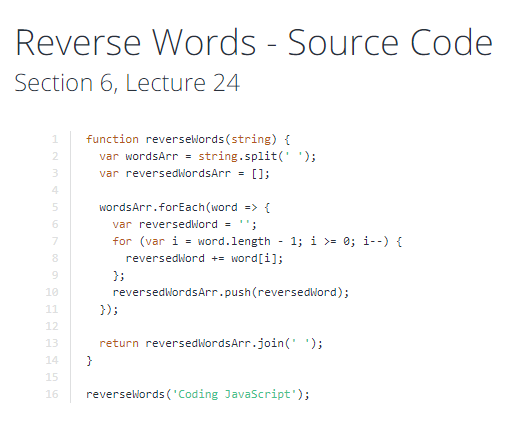 Reverse Words - Source Code
Section 6, Lecture 24
1 function reverseWords(string) {
2   var wordsArr = string.split(' ');
3   var reversedWordsArr = [];
4
5   wordsArr.forEach(word => {
6     var reversedWord = '';
7     for (var i = word.length - 1; i >= 0; i--) {
8       reversedWord += word[i];
9     };
10     reversedWordsArr.push(reversedWord);
11   });
12
13   return reversedWordsArr.join(' ');
14 }
15
16 reverseWords('Coding JavaScript');